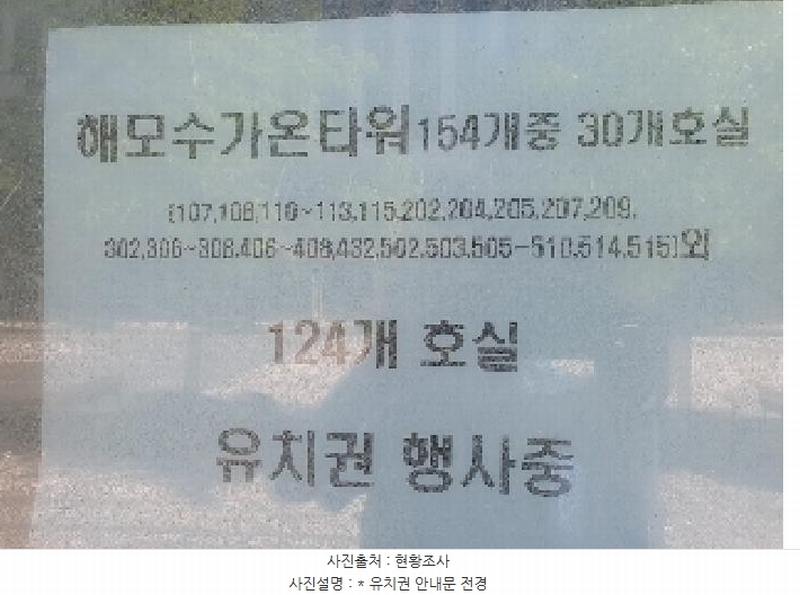 해모수가온타워154개중 30개호실
(107,108,110~113,115,202,204,205,207,209,
302,306~308,406~408,432,502,503,505-510,514,515)외
124개 호실
유치권 행사중
사진출처 : 현황조사
사진설명 : * 유치권 안내문 전경